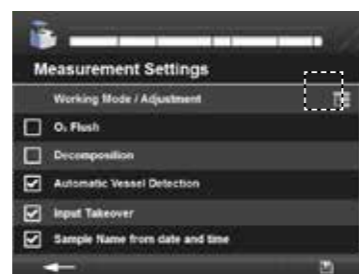 Measurement Settings
Working Mode / Adjustment
O₂ Flush
Decomposition
Automatic Vessel Detection
Input Takeover
Sample Name from date and time